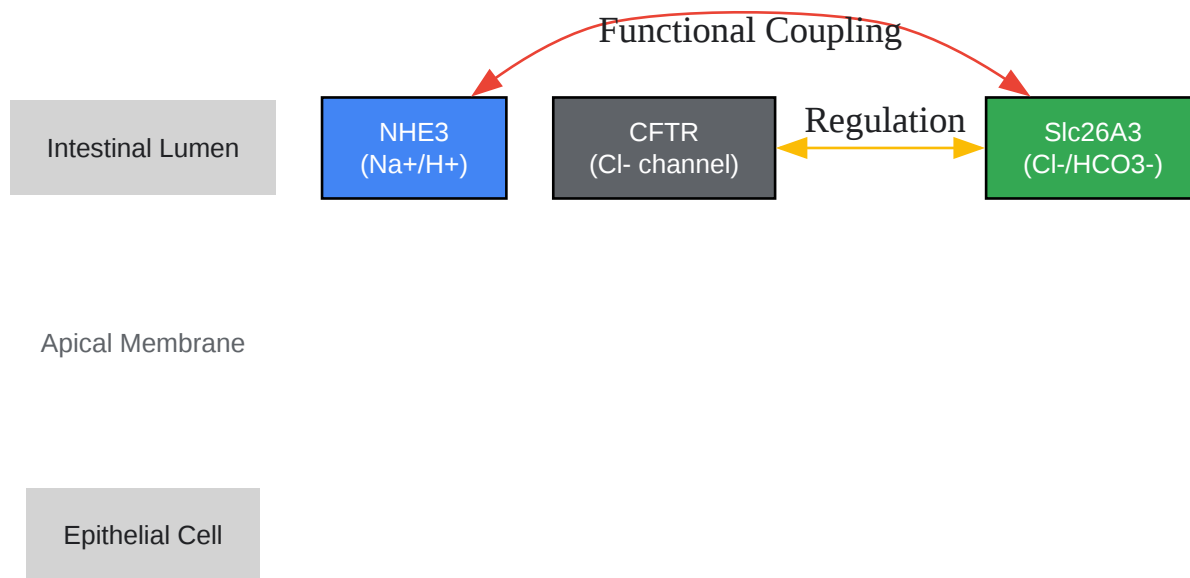 Functional Coupling
Intestinal Lumen
NHE3
(Na+/H+)
CFTR
(Cl- channel)
Regulation
Slc26A3
(Cl-/HCO3-)
Apical Membrane
Epithelial Cell